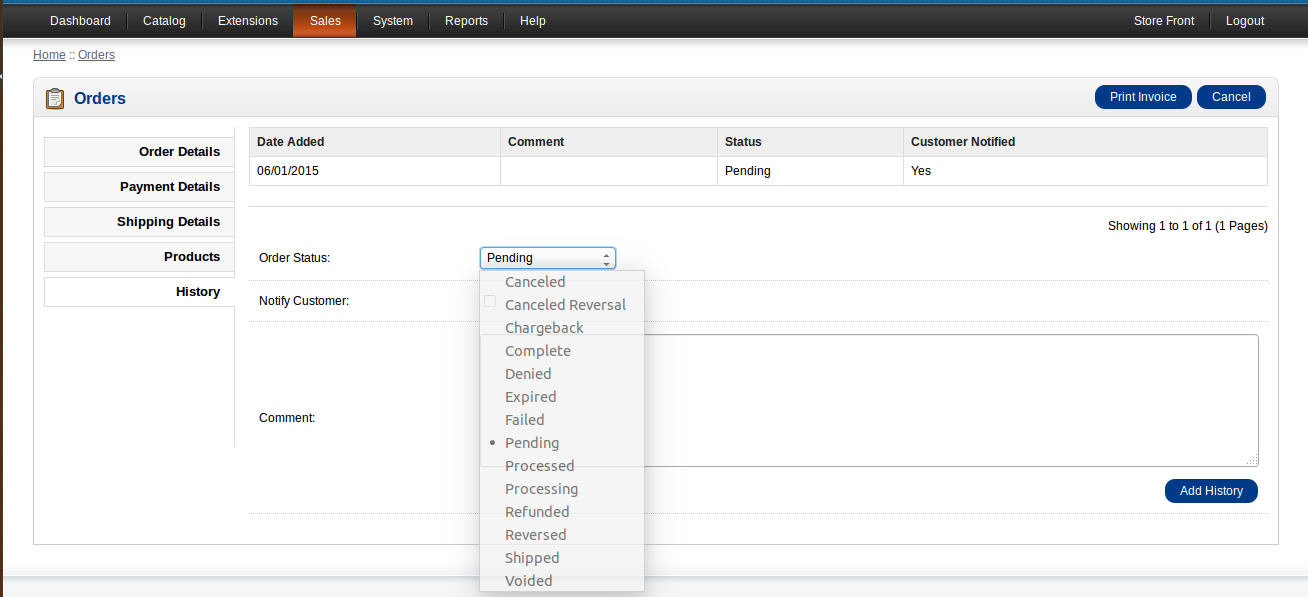 Dashboard Catalog Extensions Sales System Reports Help Store Front Logout
Home :: Orders
Orders Print Invoice Cancel
Order Details
Payment Details
Shipping Details
Products
History
Date Added Comment Status Customer Notified
06/01/2015 Pending Yes
Showing 1 to 1 of 1 (1 Pages)
Order Status: Pending
Notify Customer:
Comment:
Canceled
Canceled Reversal
Chargeback
Complete
Denied
Expired
Failed
• Pending
Processed
Processing
Refunded
Reversed
Shipped
Voided
Add History